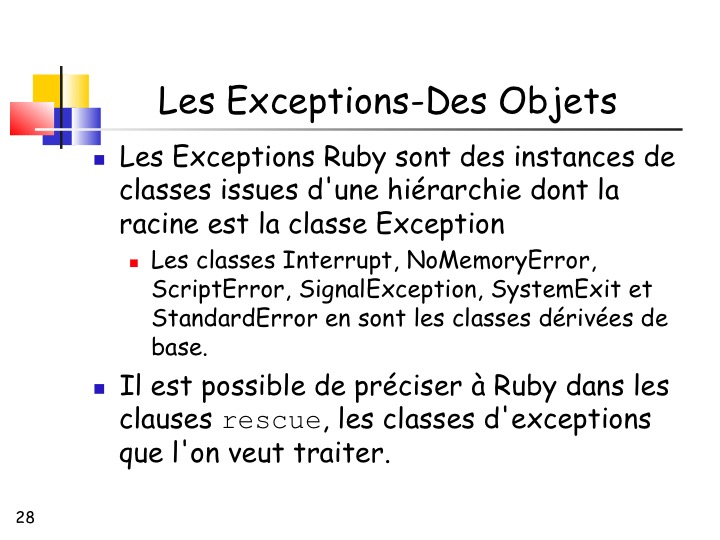 Les Exceptions-Des Objets
Les Exceptions Ruby sont des instances de
classes issues d'une hiérarchie dont la
racine est la classe Exception
Les classes Interrupt, NoMemoryError,
ScriptError, SignalException, SystemExit et
StandardError en sont les classes dérivées de
base.
Il est possible de préciser à Ruby dans les
clauses rescue, les classes d'exceptions
que l'on veut traiter.
28